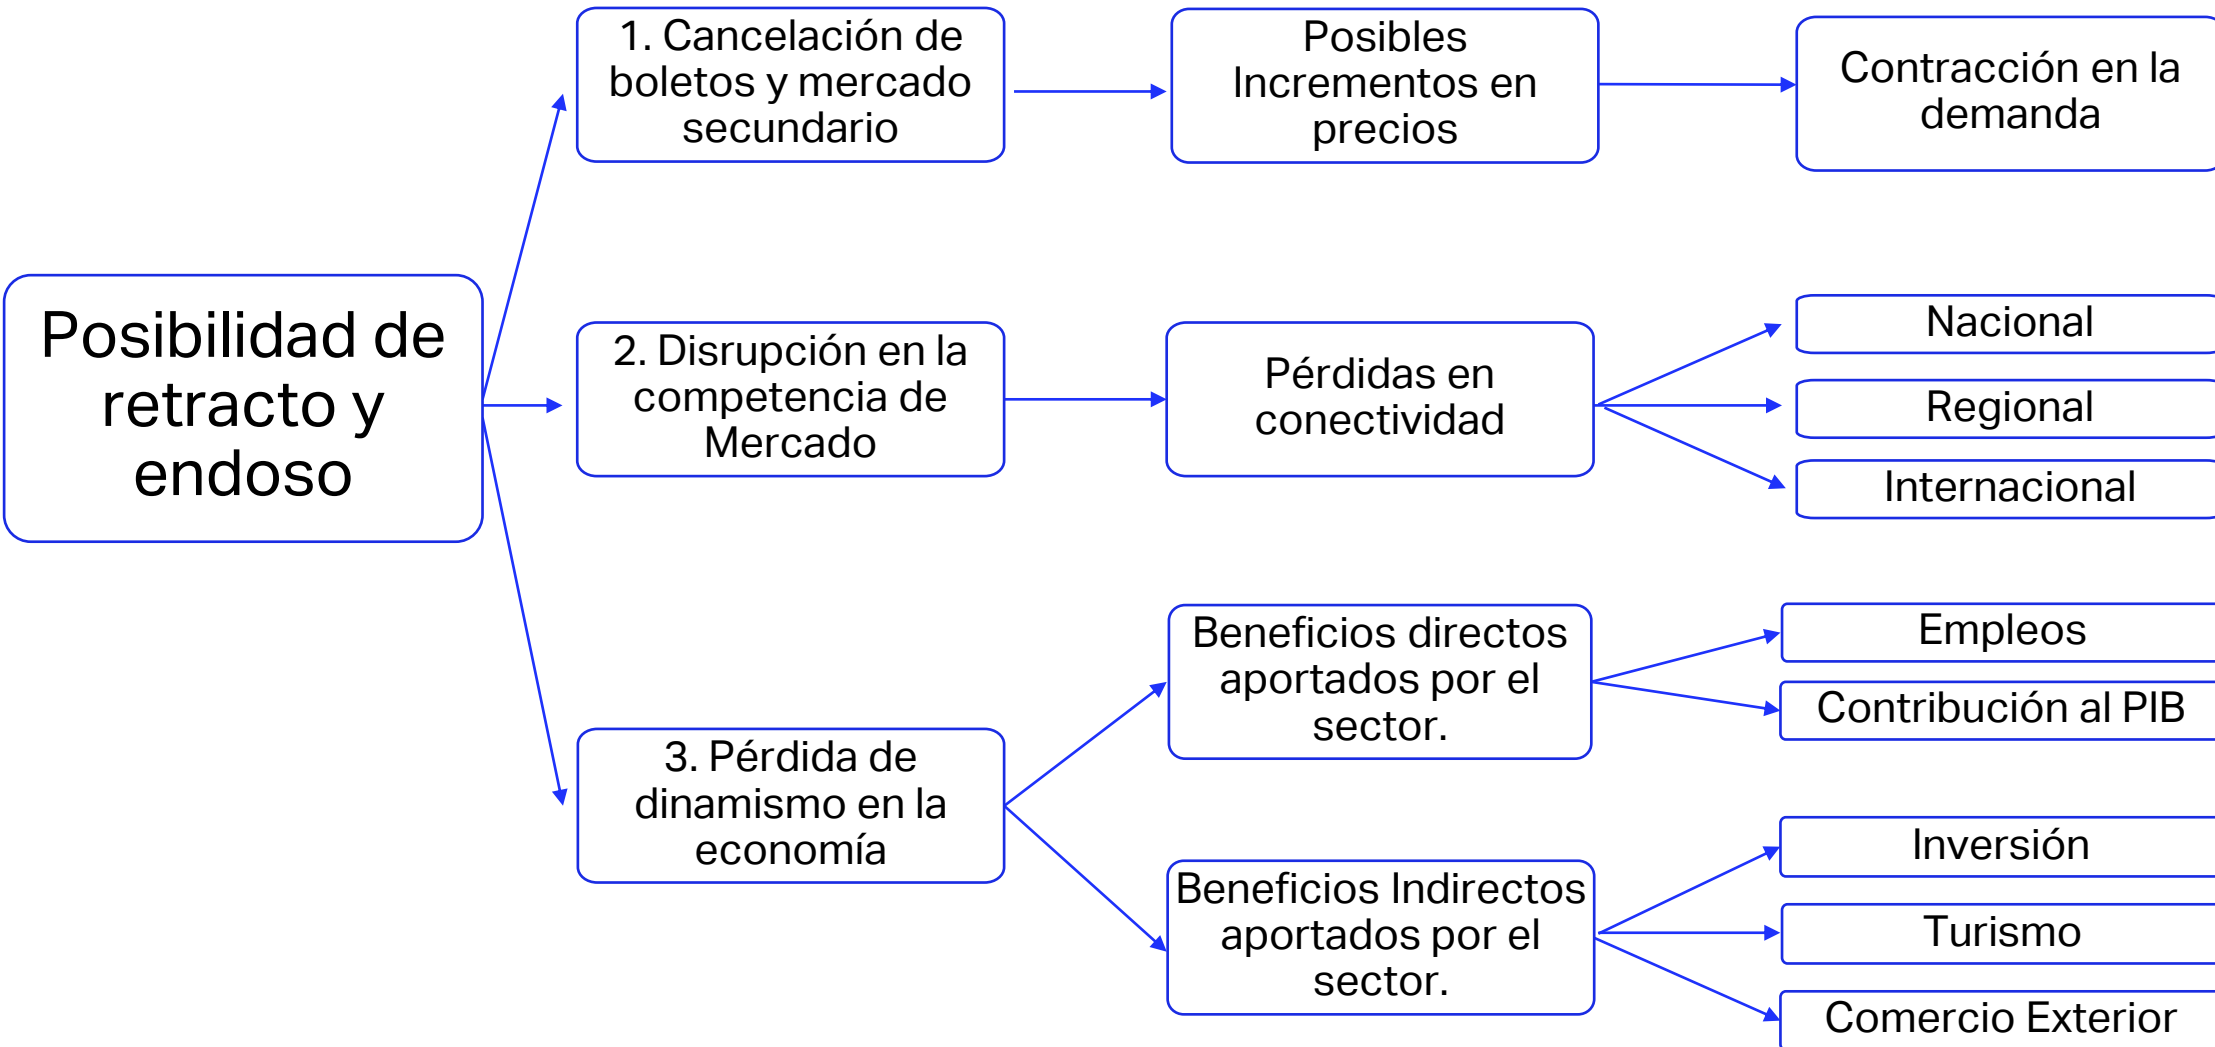 Posibilidad de
retracto y
endoso
1. Cancelación de
boletos y mercado
secundario
Posibles
Incrementos en
precios
Contracción en la
demanda
2. Disrupción en la
competencia de
Mercado
Pérdidas en
conectividad
Nacional
Regional
Internacional
3. Pérdida de
dinamismo en la
economía
Beneficios directos
aportados por el
sector.
Empleos
Contribución al PIB
Beneficios Indirectos
aportados por el
sector.
Inversión
Turismo
Comercio Exterior